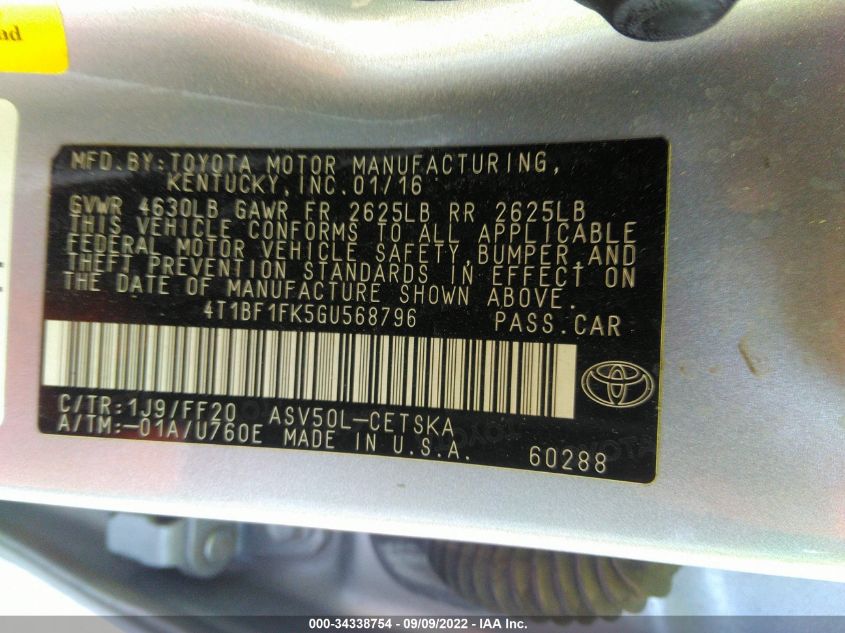 ad
MFD.BY:TOYOTA MOTOR MANUFACTURING,
KENTUCKY,INC.01/16
GVWR 4630LB GAWR FR 2625LB RR 2625LB
THIS VEHICLE CONFORMS TO ALL APPLICABLE
FEDERAL MOTOR VEHICLE SAFETY,BUMPER,AND
THEFT PREVENTION STANDARDS IN EFFECT ON
THE DATE OF MANUFACTURE SHOWN ABOVE.
4T1BF1FK5GU568796 PASS.CAR
C/TR:1J9/FF20 ASV50L-CETSKA
A/TM:-01A/U760E MADE IN U.S.A.
60288
000-34338754 - 09/09/2022 - IAA Inc.